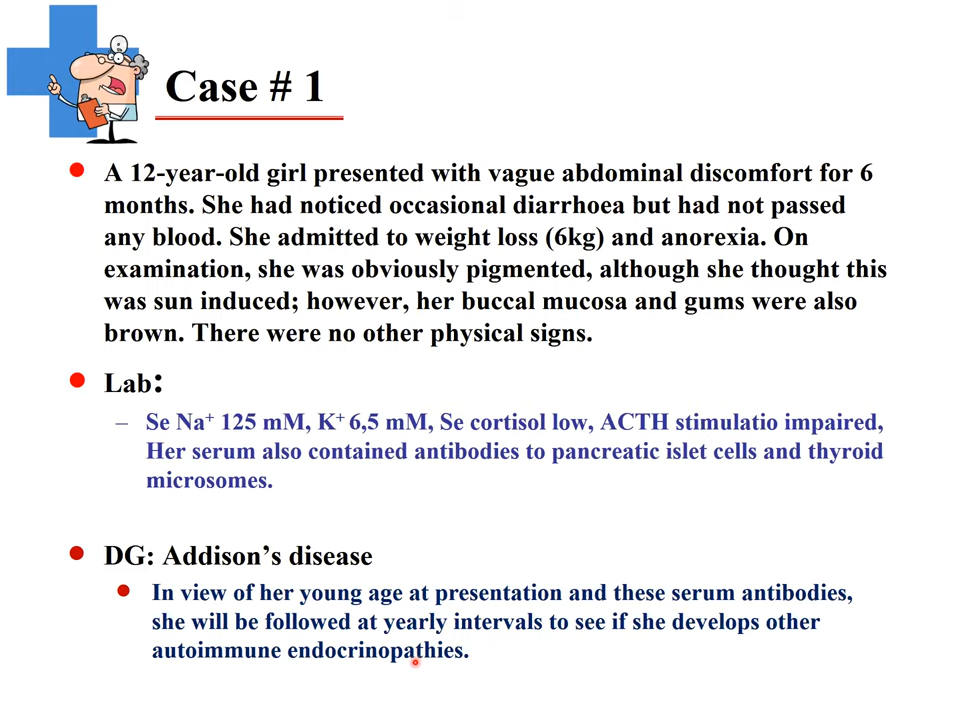 Case # 1
A 12-year-old girl presented with vague abdominal discomfort for 6
months. She had noticed occasional diarrhoea but had not passed
any blood. She admitted to weight loss (6kg) and anorexia. On
examination, she was obviously pigmented, although she thought this
was sun induced; however, her buccal mucosa and gums were also
brown. There were no other physical signs.
Lab:
– Se Na⁺ 125 mM, K⁺ 6,5 mM, Se cortisol low, ACTH stimulatio impaired,
Her serum also contained antibodies to pancreatic islet cells and thyroid
microsomes.
DG: Addison’s disease
In view of her young age at presentation and these serum antibodies,
she will be followed at yearly intervals to see if she develops other
autoimmune endocrinopathies.